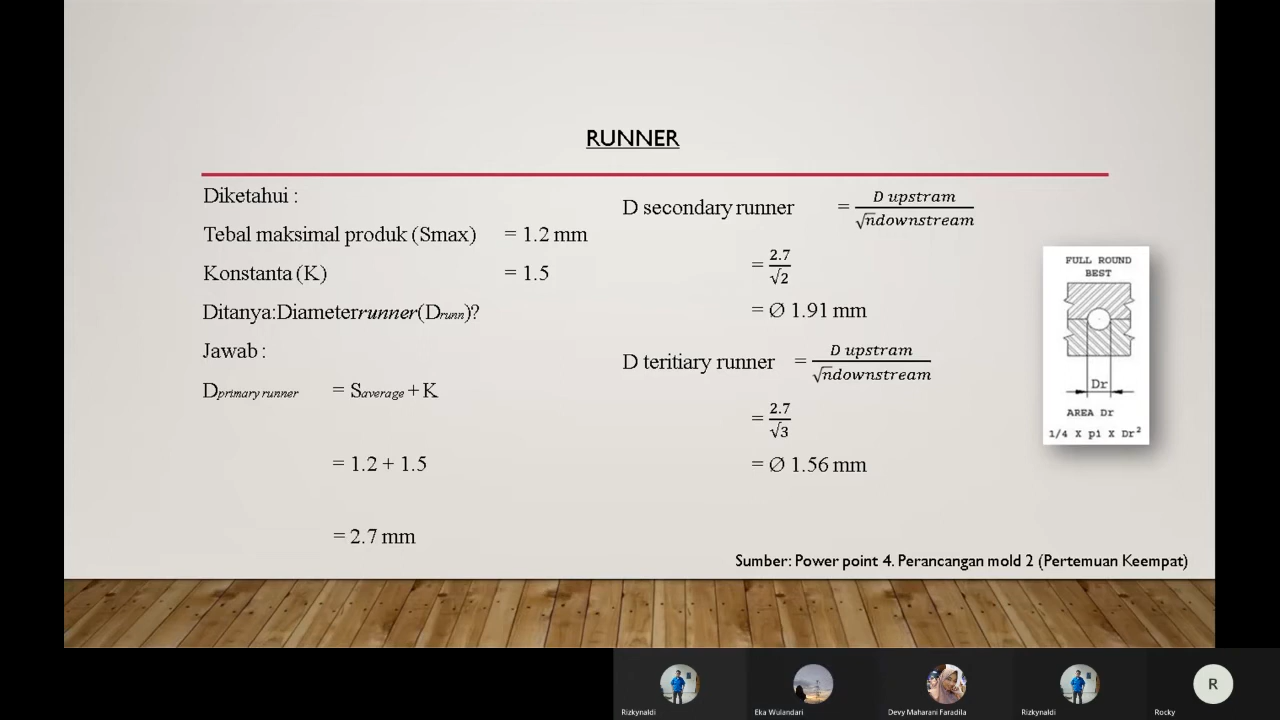 RUNNER
Diketahui :
Tebal maksimal produk (Smax) = 1.2 mm
Konstanta (K) = 1.5
Ditanya:Diameterrunner(Drunn)?
Jawab :
Dprimary runner = Saverage + K
= 1.2 + 1.5
= 2.7 mm
D secondary runner = D upstram / √n downstream
= 2.7 / √2
= Ø 1.91 mm
D teritiary runner = D upstram / √n downstream
= 2.7 / √3
= Ø 1.56 mm
FULL ROUND
BEST
Dr
AREA Dr
1/4 X pi X Dr²
Sumber: Power point 4. Perancangan mold 2 (Pertemuan Keempat)
Rizkynaldi
Eka Wulandari
Devy Maharani Faradila
Rizkynaldi
R
Rocky